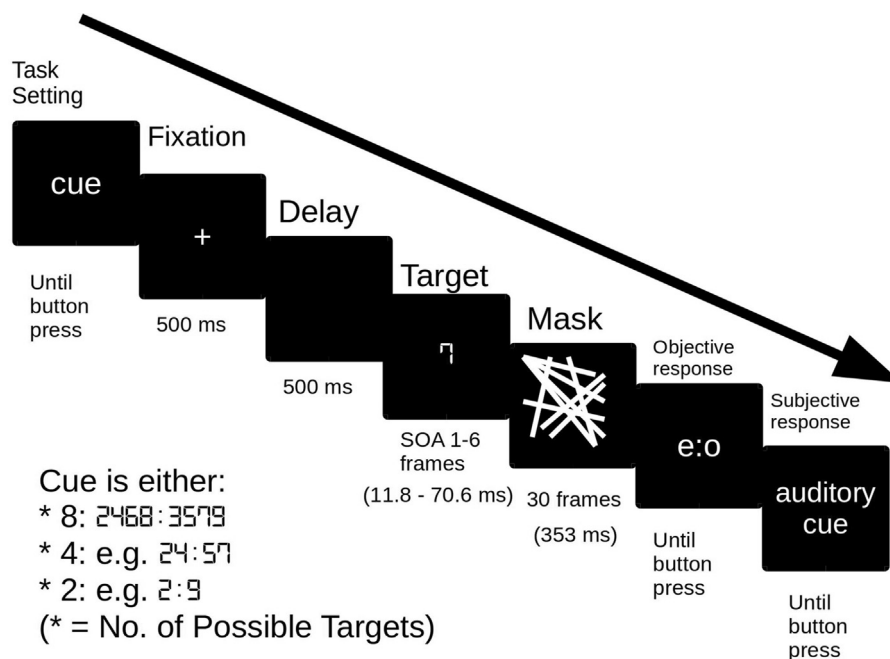 Task
Setting
cue
Until
button
press
Fixation
+
500 ms
Delay
500 ms
Target
7
SOA 1-6
frames
(11.8 - 70.6 ms)
Mask
30 frames
(353 ms)
Objective
response
e:o
Until
button
press
Subjective
response
auditory
cue
Until
button
press
Cue is either:
* 8: 2468:3579
* 4: e.g. 24:57
* 2: e.g. 2:9
(* = No. of Possible Targets)